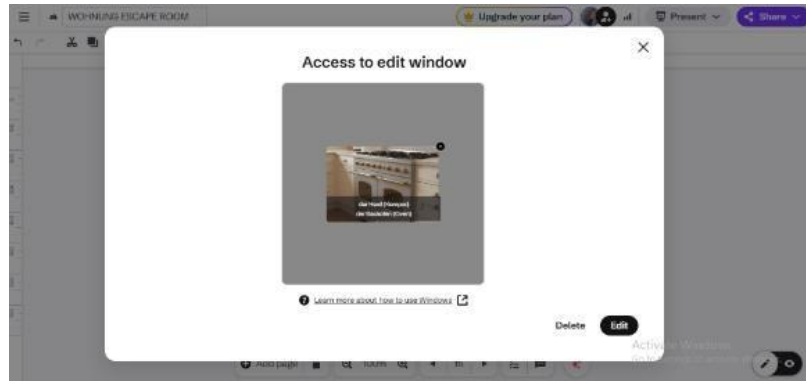 WOHNUNG ESCAPE ROOM
Upgrade your plan
Present
Share
Access to edit window
der Herd (Hornos)
der Backofen (Oven)
Learn more about how to use Windows
Delete
Edit
Activate Windows
Add page
100%